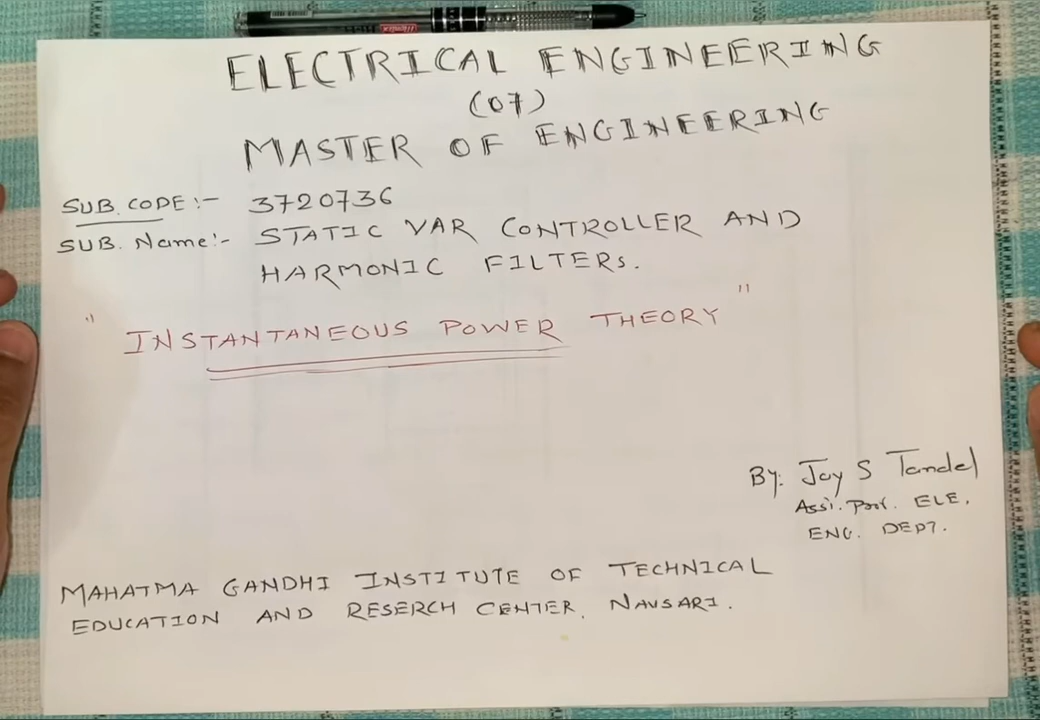 ELECTRICAL ENGINEERING
(07)
MASTER OF ENGINEERING
SUB. CODE :- 3720736
SUB. Name :- STATIC VAR CONTROLLER AND
HARMONIC FILTERS.
" INSTANTANEOUS POWER THEORY "
By: Jay S Tandel
Assi. Prof. ELE.
ENG. DEPT.
MAHATMA GANDHI INSTITUTE OF TECHNICAL
EDUCATION AND RESERCH CENTER, NAVSARI.